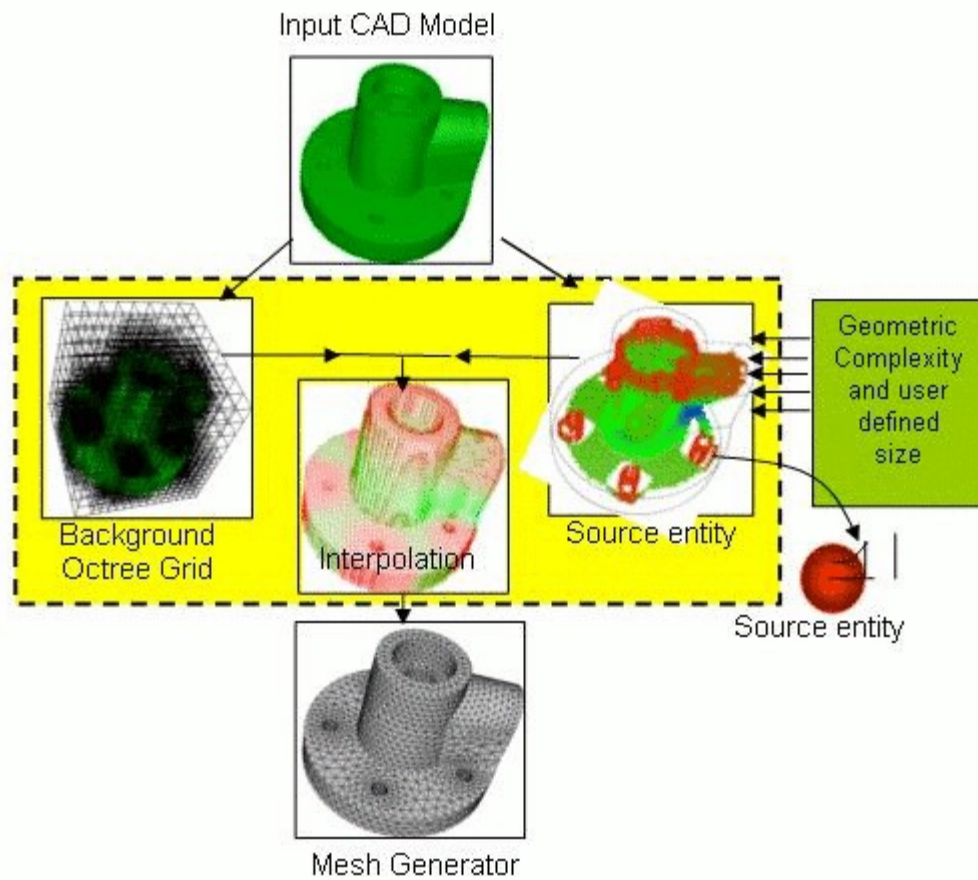 Input CAD Model
Geometric
Complexity
and user
defined
size
Background
Octree Grid
Interpolation
Source entity
Source entity
Mesh Generator